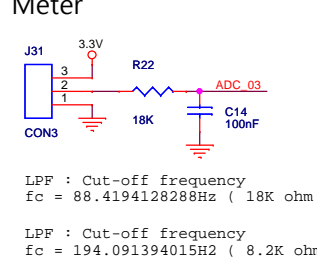 Meter
J31
3.3V
3
2
1
CON3
R22
18K
ADC_03
C14
100nF
LPF : Cut-off frequency
fc = 88.4194128288Hz ( 18K ohm
LPF : Cut-off frequency
fc = 194.091394015H2 ( 8.2K ohm